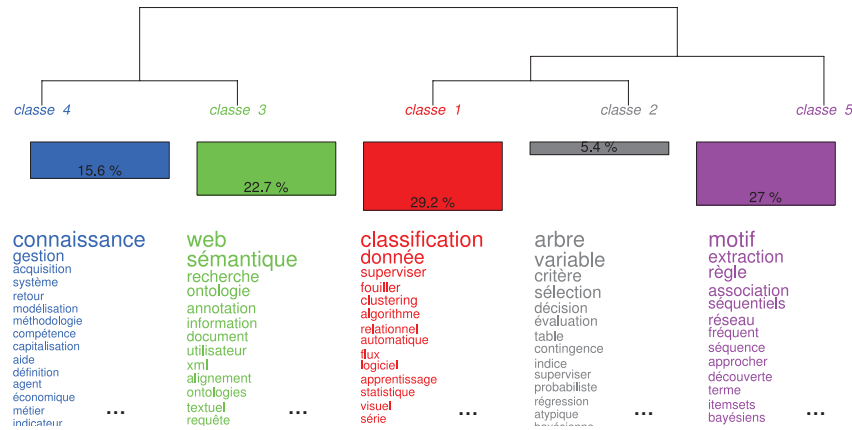 classe 4
classe 3
classe 1
classe 2
classe 5
15.6 %
22.7 %
29.2 %
5.4 %
27 %
connaissance
gestion
acquisition
système
retour
modélisation
méthodologie
compétence
capitalisation
aide
définition
agent
économique
métier
indicateur
...
web
sémantique
recherche
ontologie
annotation
information
document
utilisateur
xml
alignement
ontologies
textuel
requête
...
classification
donnée
superviser
fouiller
clustering
algorithme
relationnel
automatique
flux
logiciel
apprentissage
statistique
visuel
série
...
arbre
variable
critère
sélection
décision
évaluation
table
contingence
indice
superviser
probabiliste
régression
atypique
...
motif
extraction
règle
association
séquentiels
réseau
fréquent
séquence
approcher
découverte
terme
itemsets
bayésiens
...